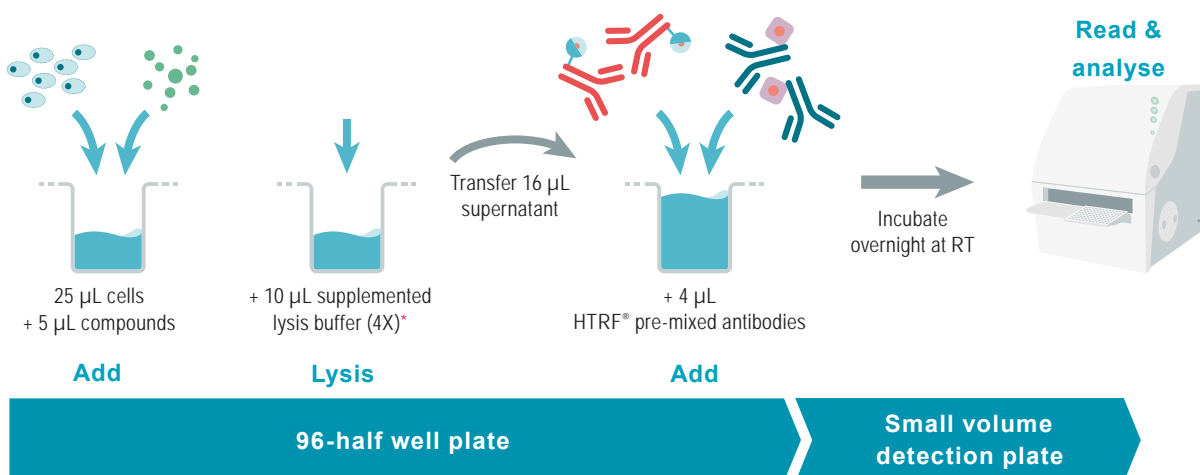 25 µL cells
+ 5 µL compounds
Add
+ 10 µL supplemented
lysis buffer (4X)*
Lysis
Transfer 16 µL
supernatant
+ 4 µL
HTRF® pre-mixed antibodies
Add
Incubate
overnight at RT
Read &
analyse
96-half well plate
Small volume
detection plate